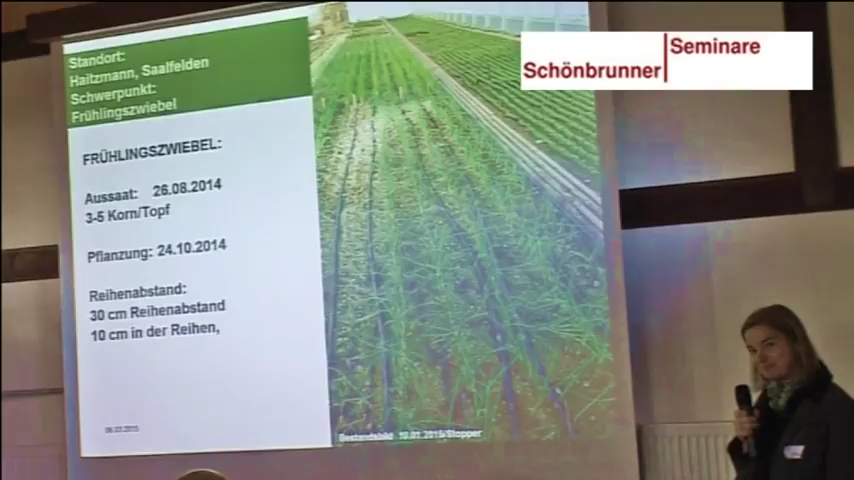 Standort:
Haitzmann, Saalfelden
Schwerpunkt:
Frühlingszwiebel
FRÜHLINGSZWIEBEL:
Aussaat: 26.08.2014
3-5 Korn/Topf
Pflanzung: 24.10.2014
Reihenabstand:
30 cm Reihenabstand
10 cm in der Reihen,
Schönbrunner Seminare